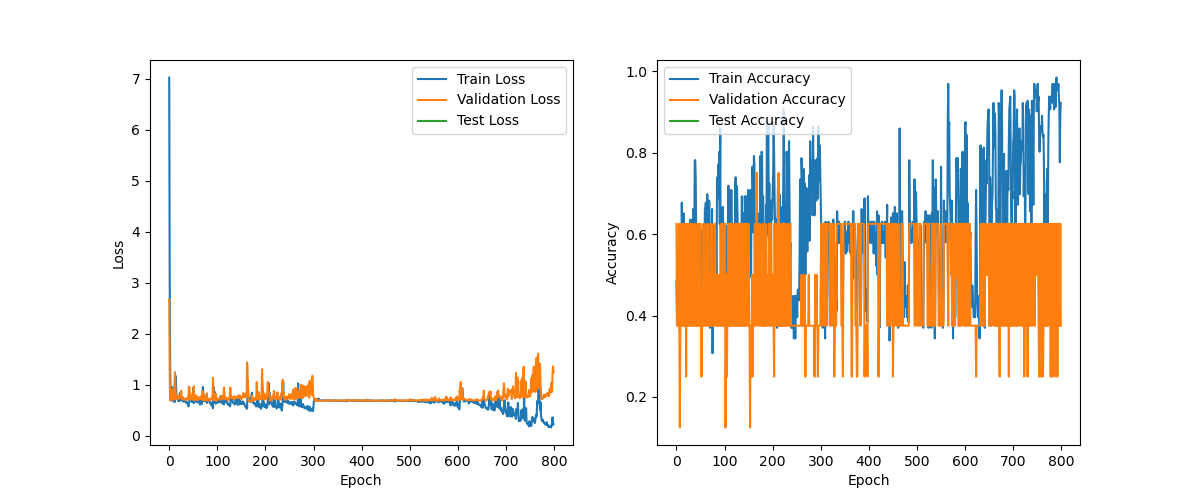 Train Loss
Validation Loss
Test Loss
7
6
5
4
3
2
1
0
Loss
0 100 200 300 400 500 600 700 800
Epoch
Train Accuracy
Validation Accuracy
Test Accuracy
1.0
0.8
0.6
0.4
0.2
Accuracy
0 100 200 300 400 500 600 700 800
Epoch